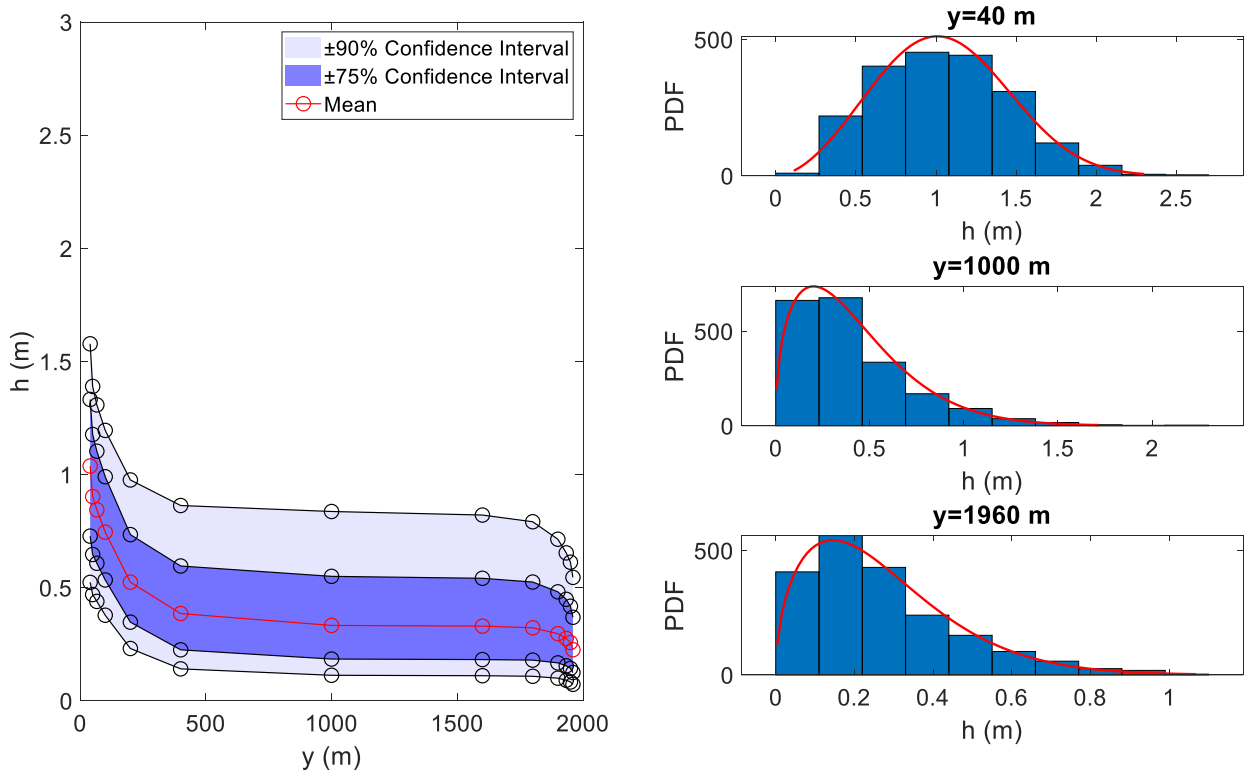 3
2.5
2
1.5
1
0.5
0
h (m)
0
500
1000
1500
2000
y (m)
±90% Confidence Interval
±75% Confidence Interval
Mean
y=40 m
500
0
PDF
0
0.5
1
1.5
2
2.5
h (m)
y=1000 m
500
0
PDF
0
0.5
1
1.5
2
h (m)
y=1960 m
500
0
PDF
0
0.2
0.4
0.6
0.8
1
h (m)